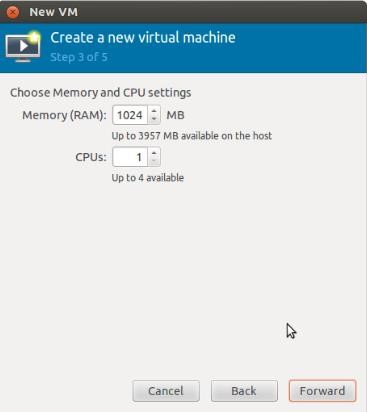 New VM
Create a new virtual machine
Step 3 of 5
Choose Memory and CPU settings
Memory (RAM): 1024 MB
Up to 3957 MB available on the host
CPUs: 1
Up to 4 available
Cancel Back Forward